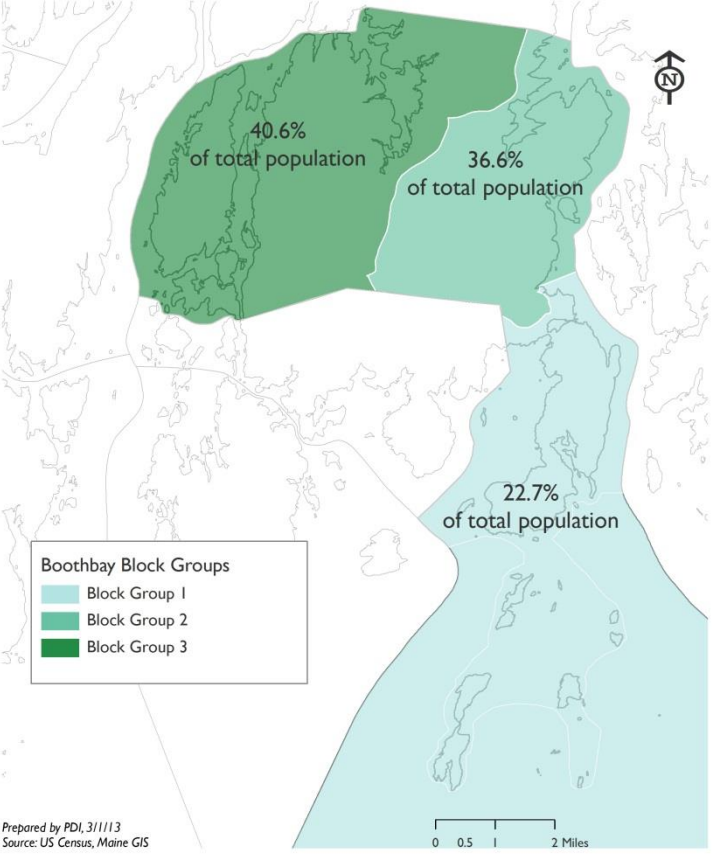 N
40.6%
of total population
36.6%
of total population
22.7%
of total population
Boothbay Block Groups
Block Group 1
Block Group 2
Block Group 3
Prepared by PDI, 3/1/13
Source: US Census, Maine GIS
0 0.5 1 2 Miles